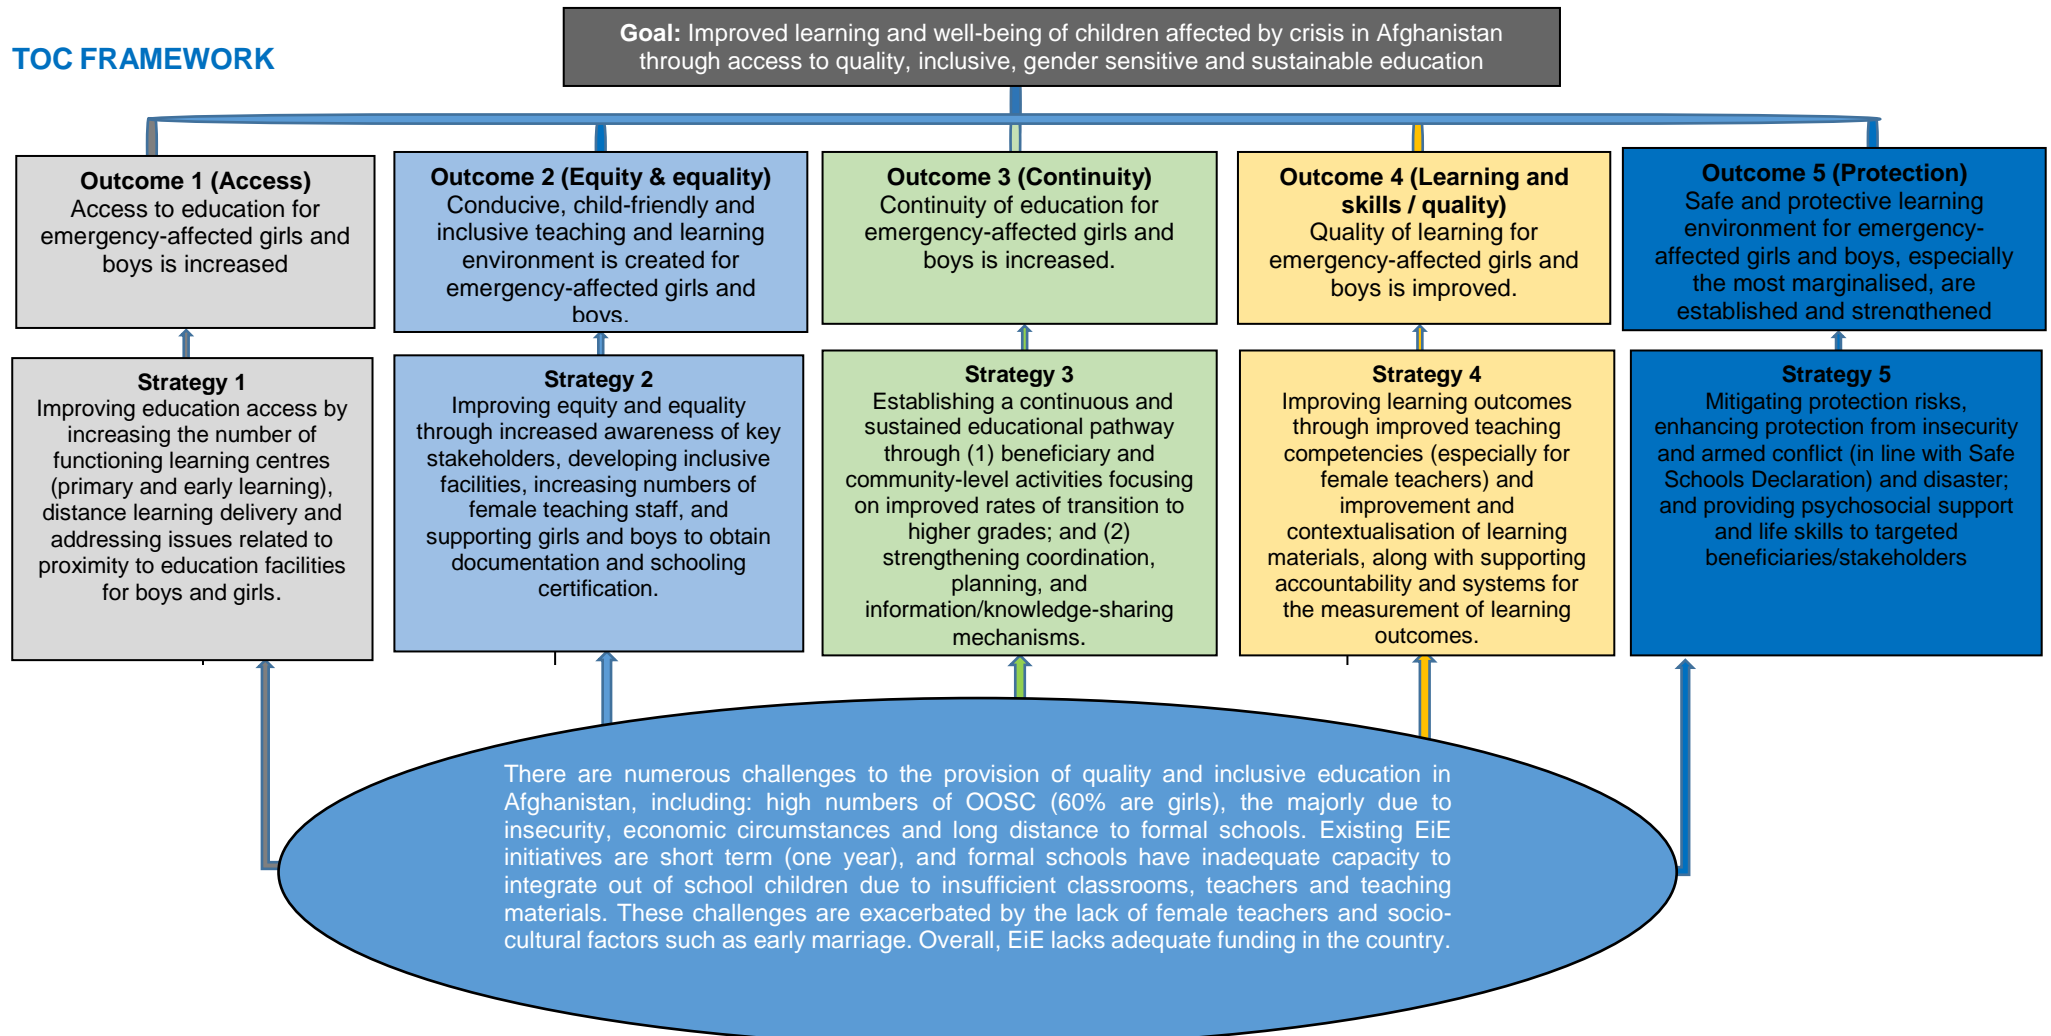 TOC FRAMEWORK
Goal: Improved learning and well-being of children affected by crisis in Afghanistan
through access to quality, inclusive, gender sensitive and sustainable education
Outcome 1 (Access)
Access to education for
emergency-affected girls and
boys is increased
Outcome 2 (Equity & equality)
Conducive, child-friendly and
inclusive teaching and learning
environment is created for
emergency-affected girls and
boys.
Outcome 3 (Continuity)
Continuity of education for
emergency-affected girls and
boys is increased.
Outcome 4 (Learning and
skills / quality)
Quality of learning for
emergency-affected girls and
boys is improved.
Outcome 5 (Protection)
Safe and protective learning
environment for emergency-
affected girls and boys, especially
the most marginalised, are
established and strengthened
Strategy 1
Improving education access by
increasing the number of
functioning learning centres
(primary and early learning),
distance learning delivery and
addressing issues related to
proximity to education facilities
for boys and girls.
Strategy 2
Improving equity and equality
through increased awareness of key
stakeholders, developing inclusive
facilities, increasing numbers of
female teaching staff, and
supporting girls and boys to obtain
documentation and schooling
certification.
Strategy 3
Establishing a continuous and
sustained educational pathway
through (1) beneficiary and
community-level activities focusing
on improved rates of transition to
higher grades; and (2)
strengthening coordination,
planning, and
information/knowledge-sharing
mechanisms.
Strategy 4
Improving learning outcomes
through improved teaching
competencies (especially for
female teachers) and
improvement and
contextualisation of learning
materials, along with supporting
accountability and systems for
the measurement of learning
outcomes.
Strategy 5
Mitigating protection risks,
enhancing protection from insecurity
and armed conflict (in line with Safe
Schools Declaration) and disaster;
and providing psychosocial support
and life skills to targeted
beneficiaries/stakeholders
There are numerous challenges to the provision of quality and inclusive education in
Afghanistan, including: high numbers of OOSC (60% are girls), the majorly due to
insecurity, economic circumstances and long distance to formal schools. Existing EiE
initiatives are short term (one year), and formal schools have inadequate capacity to
integrate out of school children due to insufficient classrooms, teachers and teaching
materials. These challenges are exacerbated by the lack of female teachers and socio-
cultural factors such as early marriage. Overall, EiE lacks adequate funding in the country.